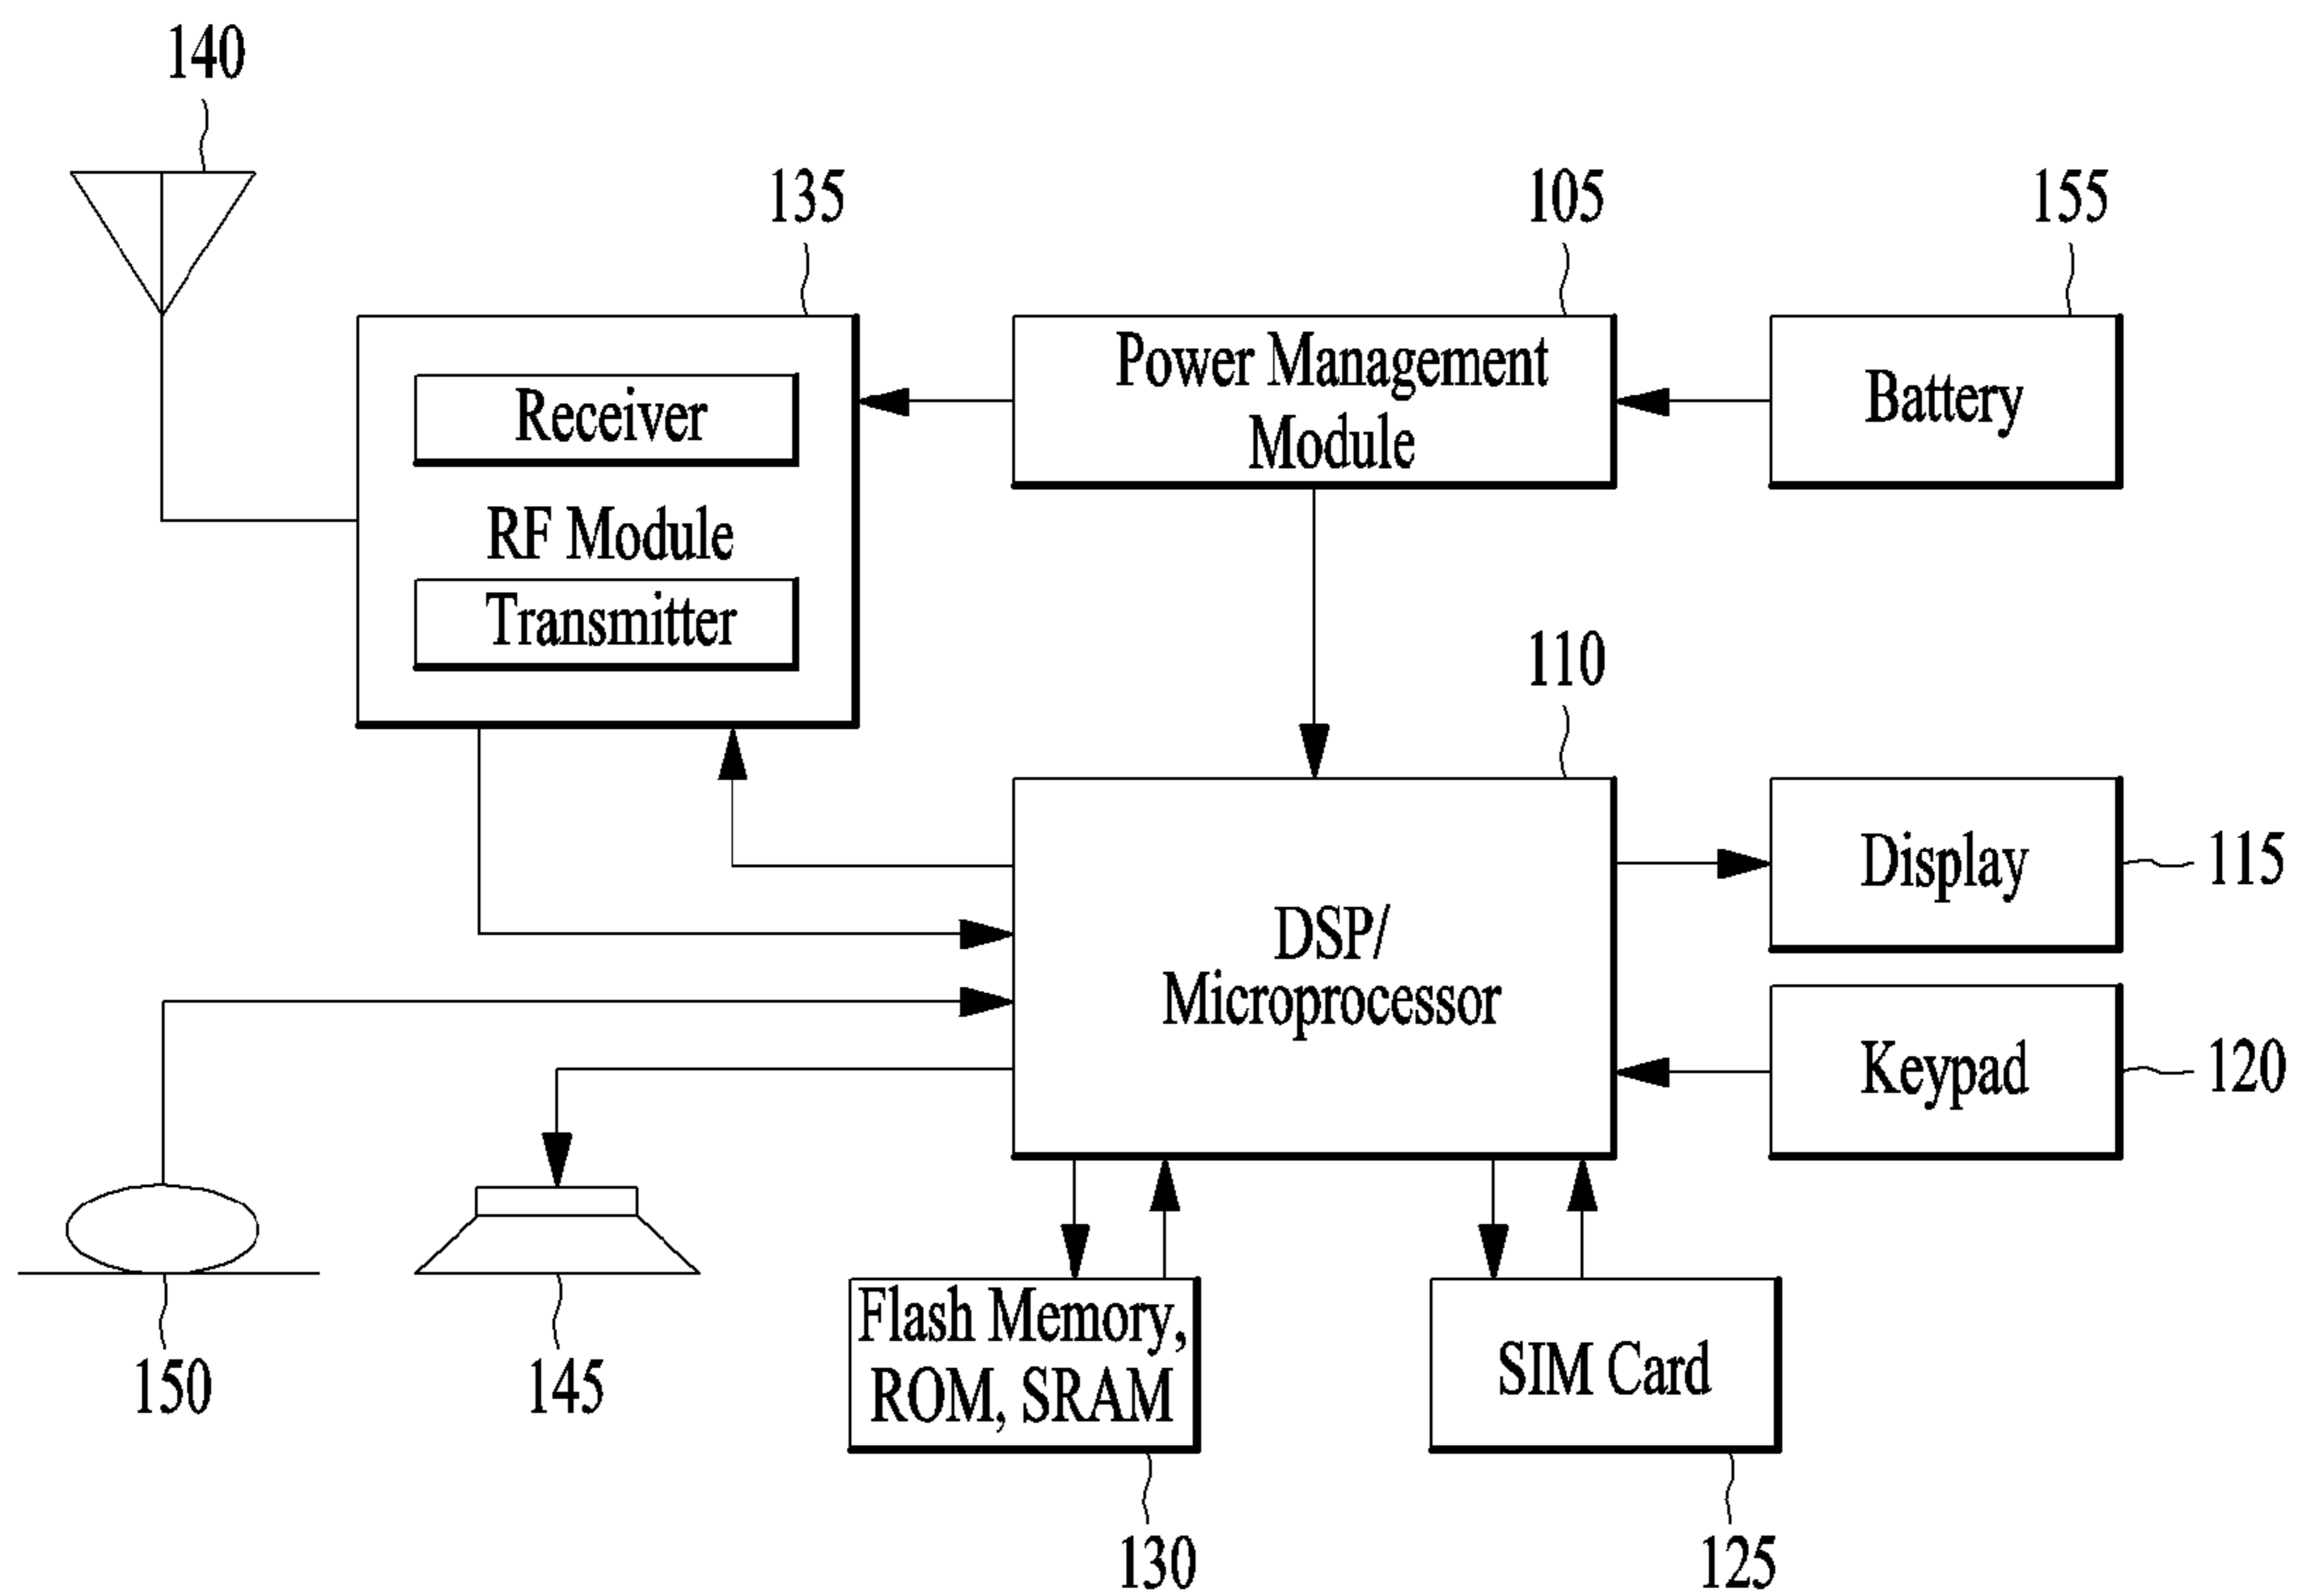 140
135
105
155
Receiver
RF Module
Transmitter
Power Management
Module
Battery
110
DSP/
Microprocessor
Display
115
Keypad
120
150
145
Flash Memory,
ROM, SRAM
SIM Card
130
125